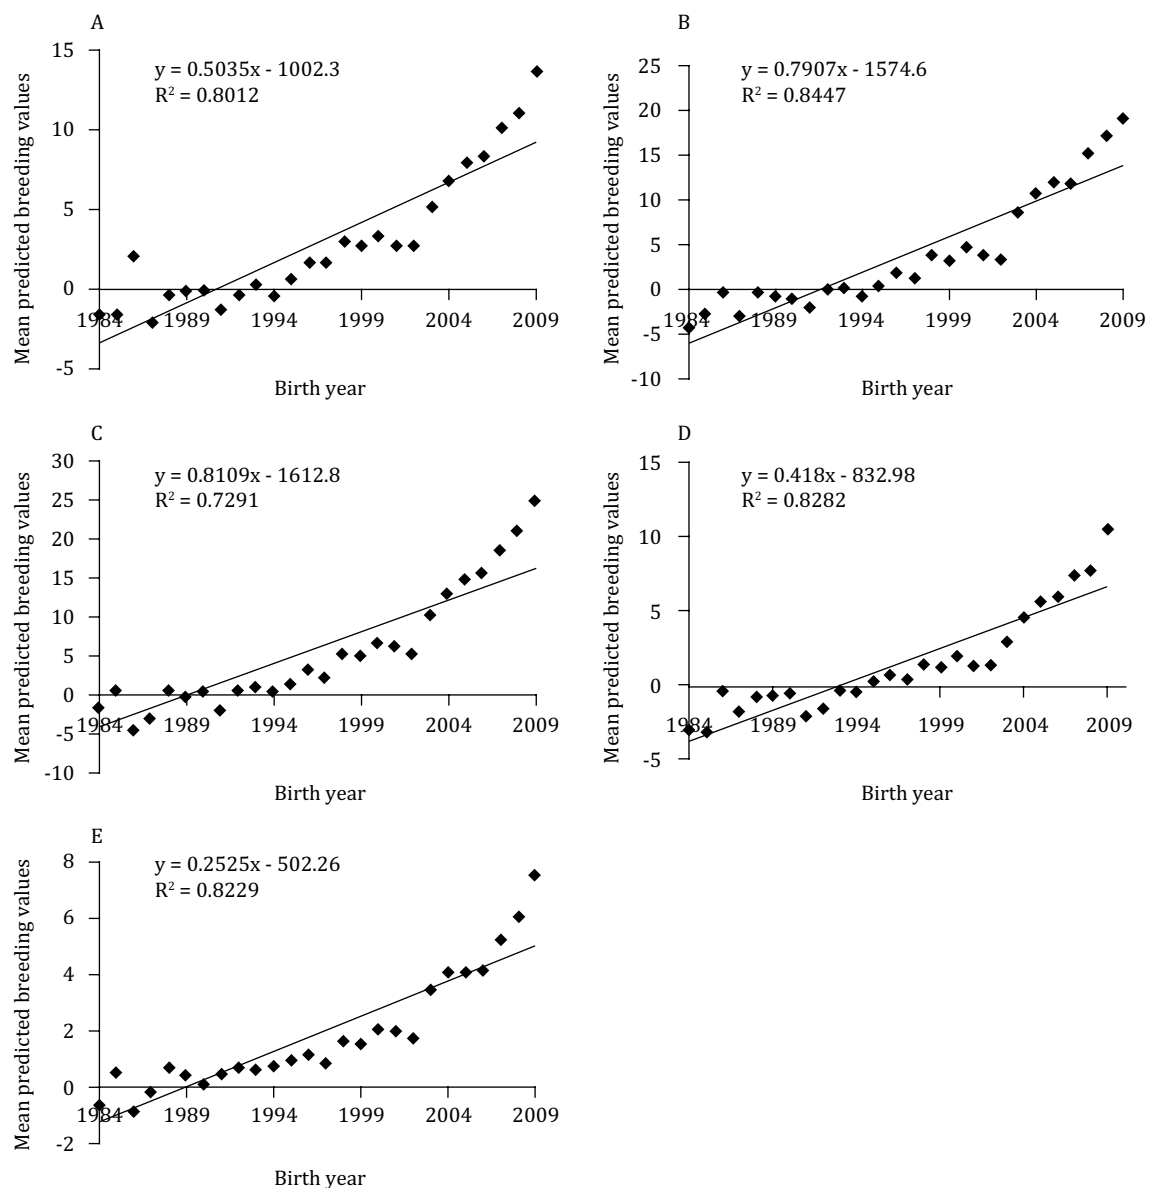 A
y = 0.5035x - 1002.3
R² = 0.8012
Mean predicted breeding values
15
10
5
0
-5
1984 1989 1994 1999 2004 2009
Birth year
B
y = 0.7907x - 1574.6
R² = 0.8447
Mean predicted breeding values
25
20
15
10
5
0
-5
-10
1984 1989 1994 1999 2004 2009
Birth year
C
y = 0.8109x - 1612.8
R² = 0.7291
Mean predicted breeding values
30
25
20
15
10
5
0
-5
-10
1984 1989 1994 1999 2004 2009
Birth year
D
y = 0.418x - 832.98
R² = 0.8282
Mean predicted breeding values
15
10
5
0
-5
1984 1989 1994 1999 2004 2009
Birth year
E
y = 0.2525x - 502.26
R² = 0.8229
Mean predicted breeding values
8
6
4
2
0
-2
1984 1989 1994 1999 2004 2009
Birth year